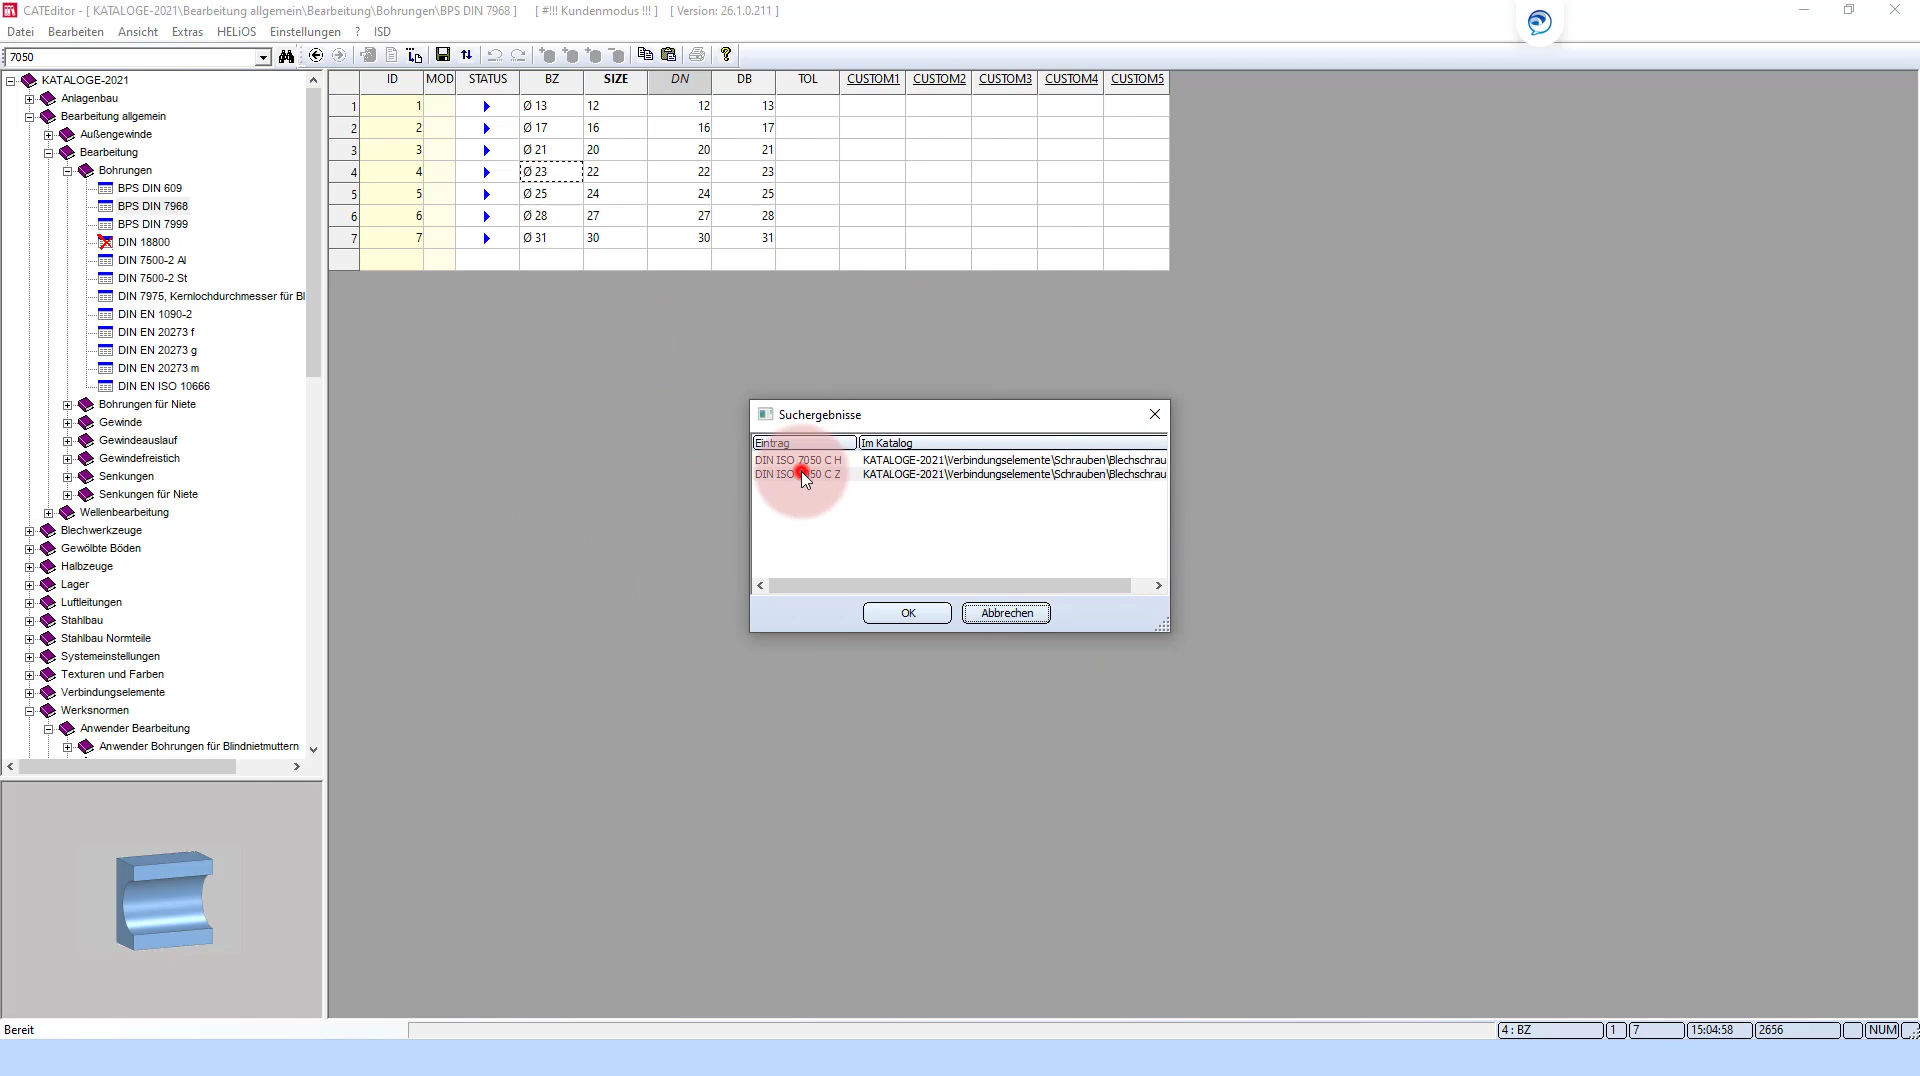 CATEditor - [ KATALOGE-2021\Bearbeitung allgemein\Bearbeitung\Bohrungen\BPS DIN 7968 ] [ #!!! Kundenmodus !!! ] [ Version: 26.1.0.211 ]
Datei Bearbeiten Ansicht Extras HELiOS Einstellungen ? ISD
7050
KATALOGE-2021
Anlagenbau
Bearbeitung allgemein
Außengewinde
Bearbeitung
Bohrungen
BPS DIN 609
BPS DIN 7968
BPS DIN 7999
DIN 18800
DIN 7500-2 Al
DIN 7500-2 St
DIN 7975, Kernlochdurchmesser für Bl
DIN EN 1090-2
DIN EN 20273 f
DIN EN 20273 g
DIN EN 20273 m
DIN EN ISO 10666
Bohrungen für Niete
Gewinde
Gewindeauslauf
Gewindefreistich
Senkungen
Senkungen für Niete
Wellenbearbeitung
Blechwerkzeuge
Gewölbte Böden
Halbzeuge
Lager
Luftleitungen
Stahlbau
Stahlbau Normteile
Systemeinstellungen
Texturen und Farben
Verbindungselemente
Werksnormen
Anwender Bearbeitung
Anwender Bohrungen für Blindnietmuttern
ID MOD STATUS BZ SIZE DN DB TOL CUSTOM1 CUSTOM2 CUSTOM3 CUSTOM4 CUSTOM5
1 1 Ø 13 12 12 13
2 2 Ø 17 16 16 17
3 3 Ø 21 20 20 21
4 4 Ø 23 22 22 23
5 5 Ø 25 24 24 25
6 6 Ø 28 27 27 28
7 7 Ø 31 30 30 31
Suchergebnisse
Eintrag Im Katalog
DIN ISO 7050 C H KATALOGE-2021\Verbindungselemente\Schrauben\Blechschrau
DIN ISO 7050 C Z KATALOGE-2021\Verbindungselemente\Schrauben\Blechschrau
OK Abbrechen
Bereit 4 : BZ 1 7 15:04:58 2656 NUM